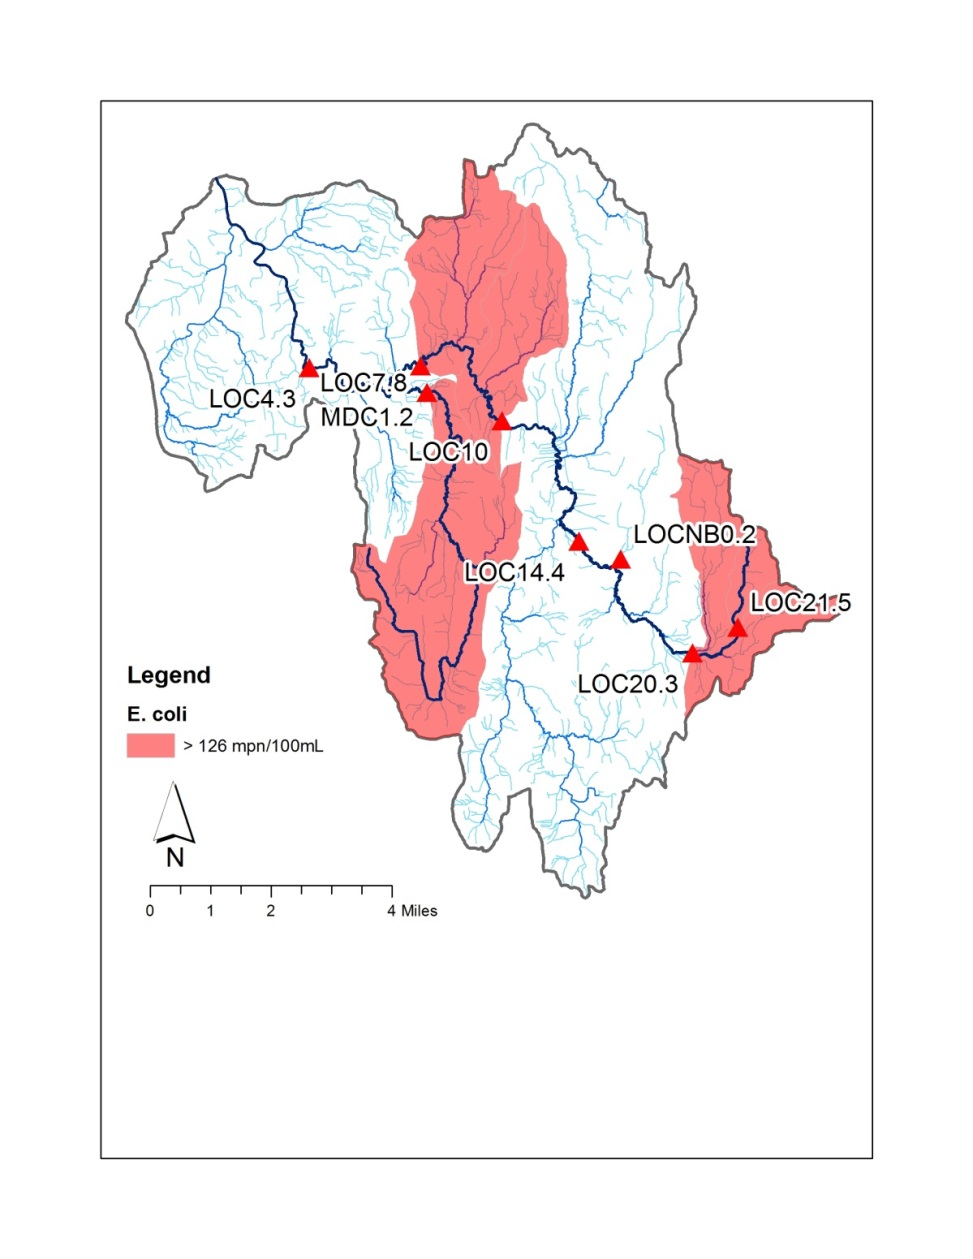 LOC7.8
LOC4.3
MDC1.2
LOC10
LOCNB0.2
LOC14.4
LOC21.5
LOC20.3
Legend
E. coli
> 126 mpn/100mL
N
0 1 2 4 Miles